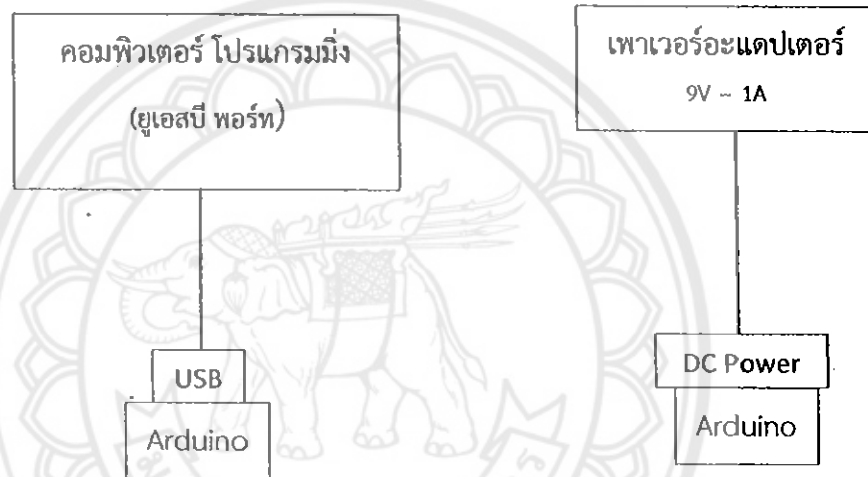 คอมพิวเตอร์ โปรแกรมมิ่ง
(ยูเอสบี พอร์ท)
USB
Arduino
เพาเวอร์อะแดปเตอร์
9V ~ 1A
DC Power
Arduino